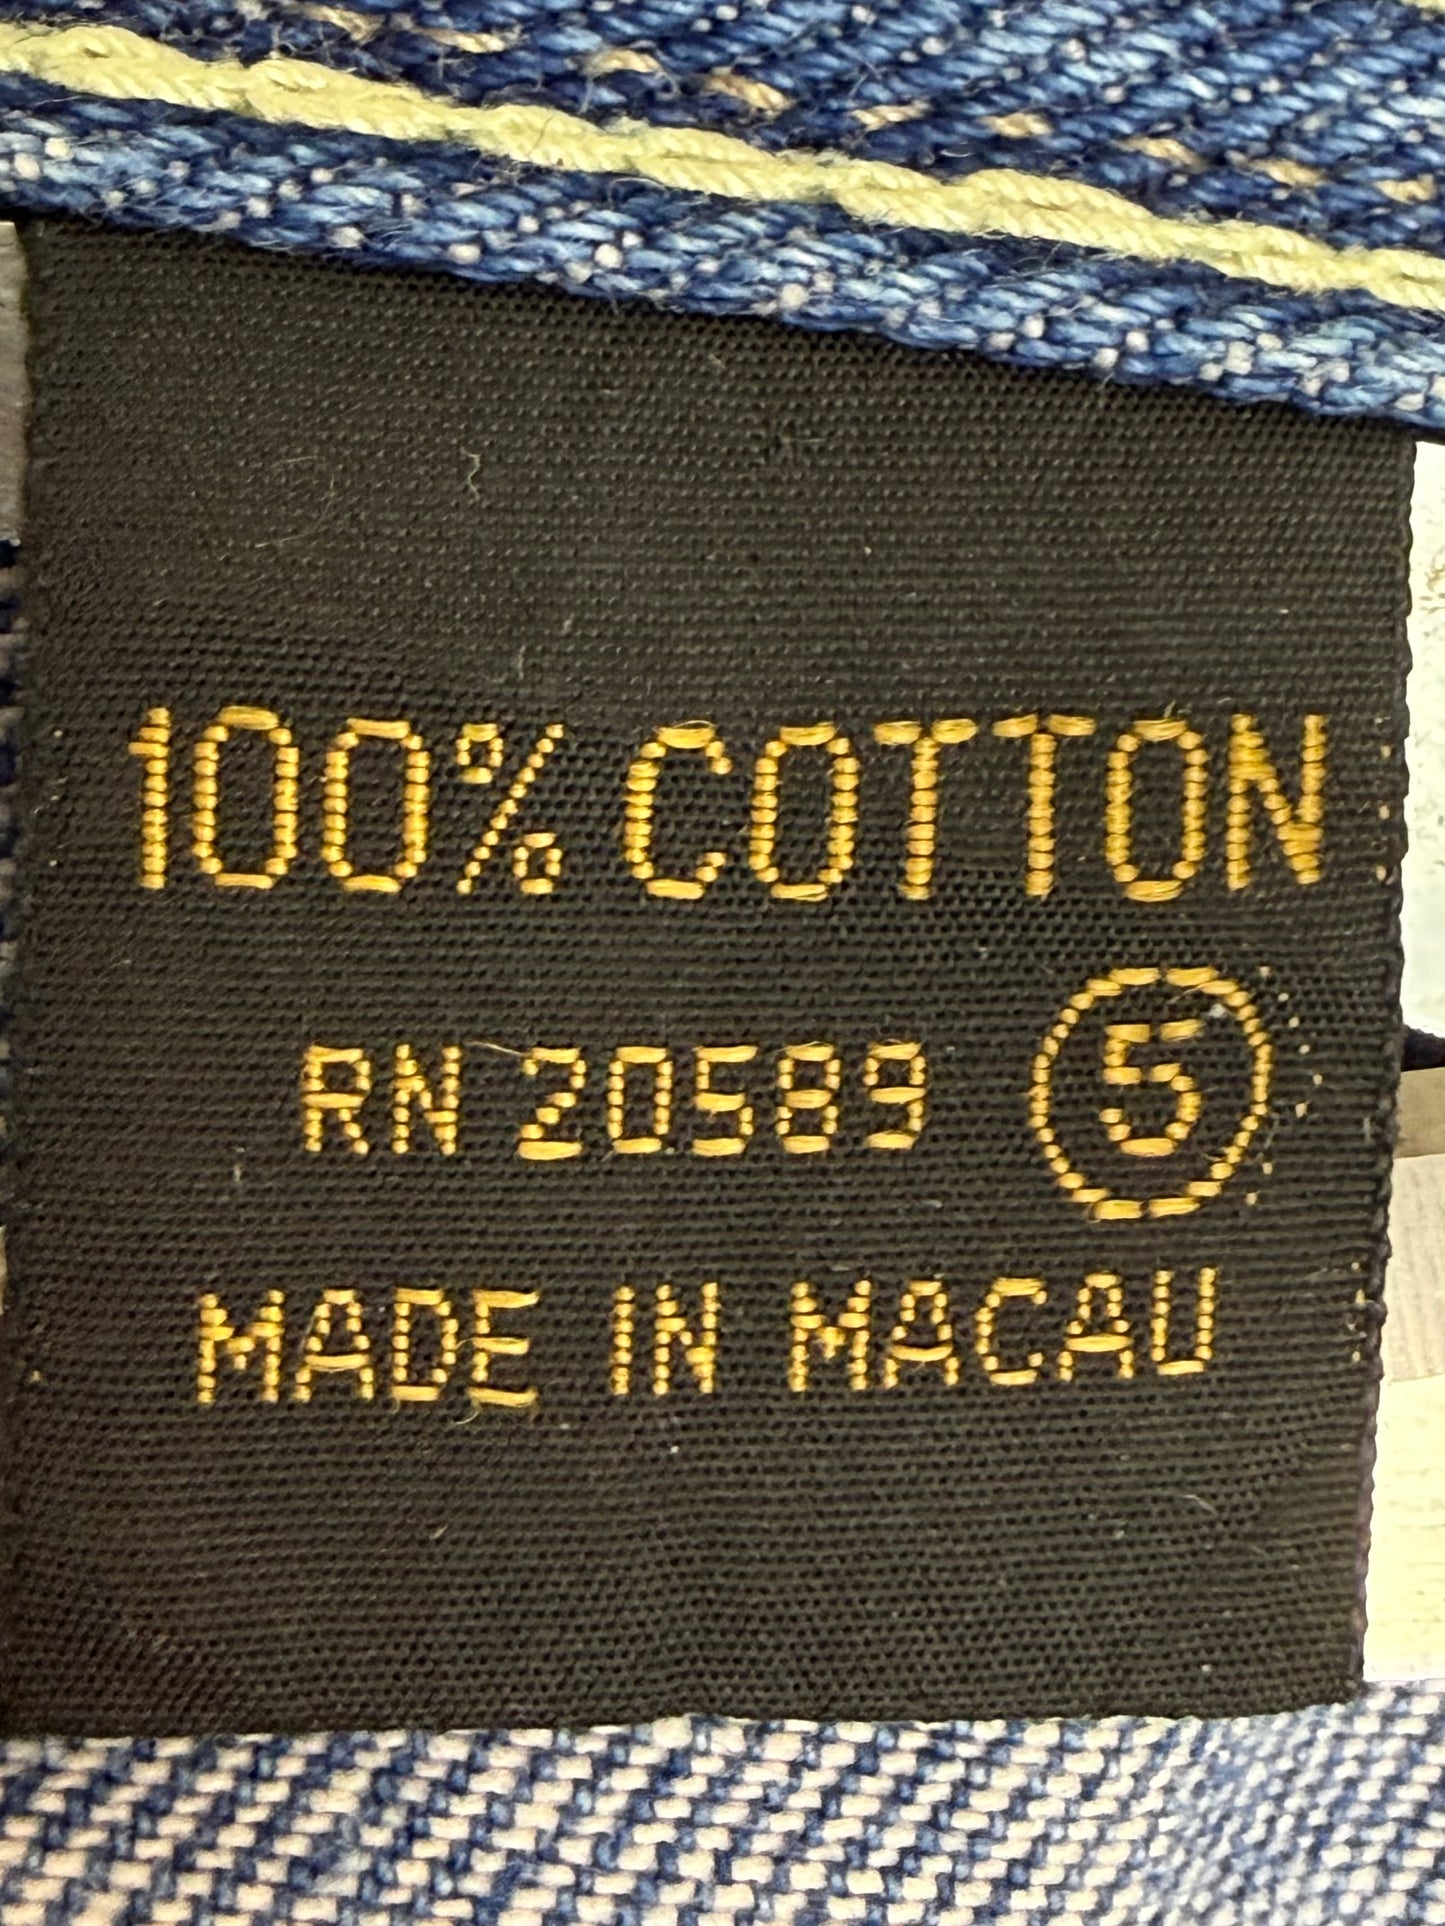 100% COTTON
RN 20589 5
MADE IN MACAU